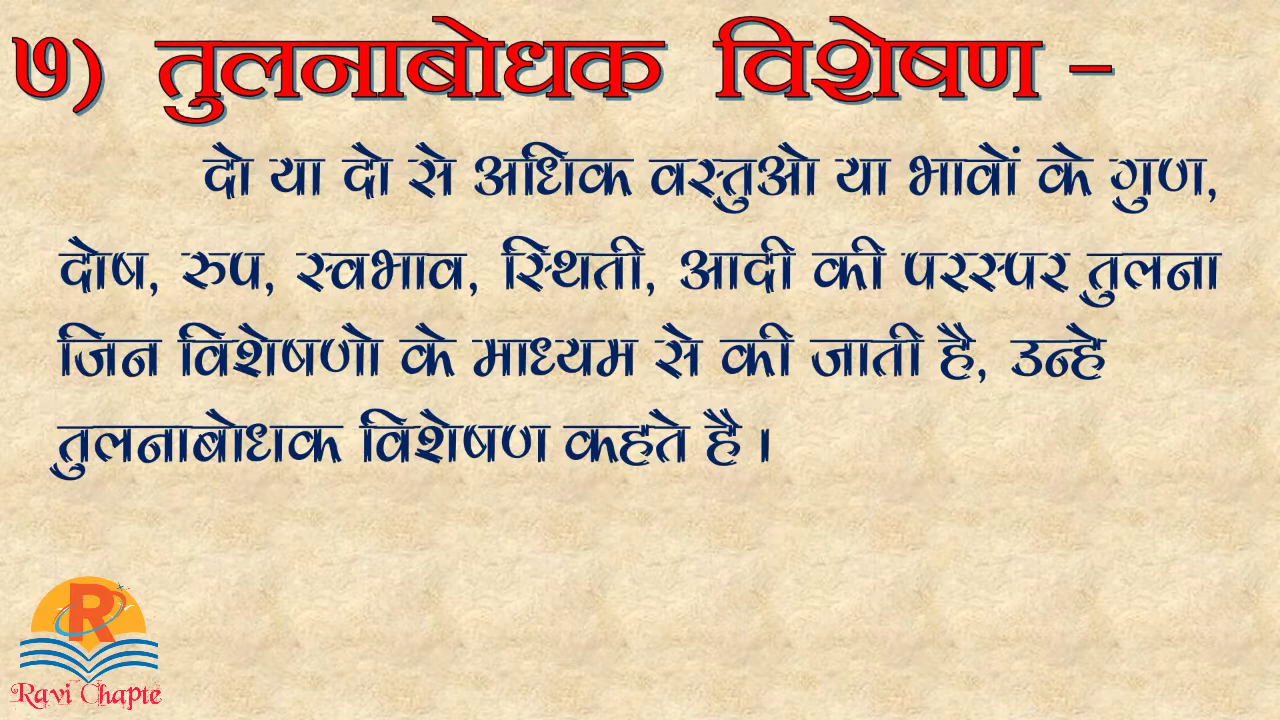 ७) तुलनाबोधक विशेषण –
दो या दो से अधिक वस्तुओ या भावों के गुण,
दोष, रुप, स्वभाव, स्थिती, आदी की परस्पर तुलना
जिन विशेषणो के माध्यम से की जाती है, उन्हे
तुलनाबोधक विशेषण कहते है।
R
Ravi Chapte